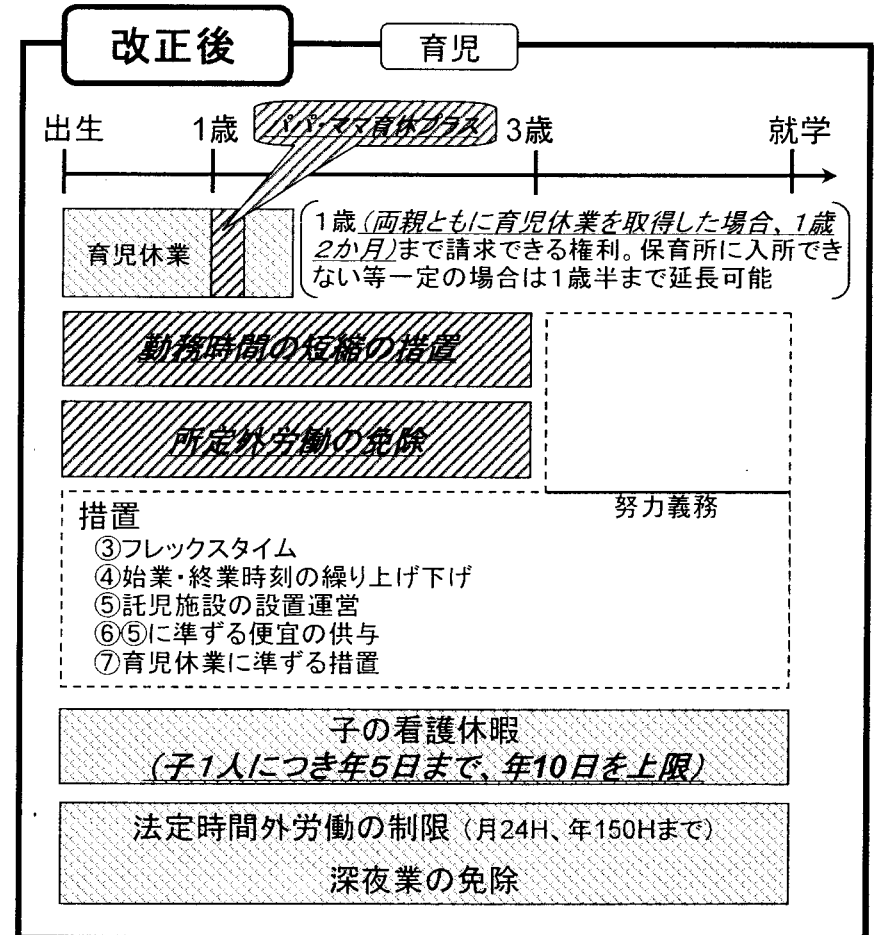 改正後
育児
出生
1歳
パパ・ママ育休プラス
3歳
就学
育児休業
1歳(両親ともに育児休業を取得した場合、1歳
2か月)まで請求できる権利。保育所に入所でき
ない等一定の場合は1歳半まで延長可能
勤務時間の短縮の措置
所定外労働の免除
努力義務
措置
③フレックスタイム
④始業・終業時刻の繰り上げ下げ
⑤託児施設の設置運営
⑥⑤に準ずる便宜の供与
⑦育児休業に準ずる措置
子の看護休暇
(子1人につき年5日まで、年10日を上限)
法定時間外労働の制限(月24H、年150Hまで)
深夜業の免除